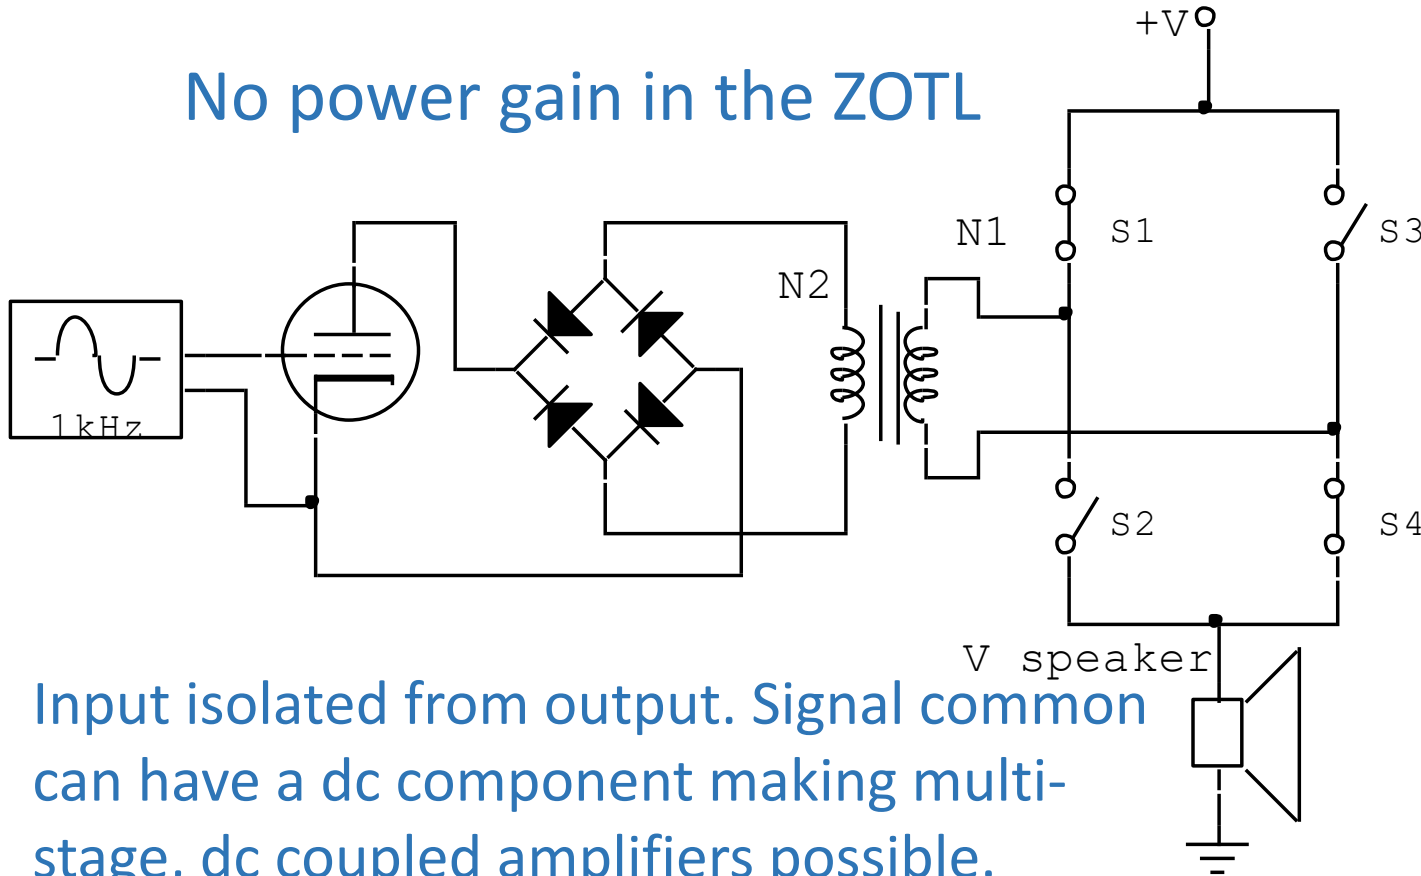 +V
No power gain in the ZOTL
N1
S1
S3
N2
1kHz
S2
S4
V speaker
Input isolated from output. Signal common
can have a dc component making multi-
stage, dc coupled amplifiers possible.